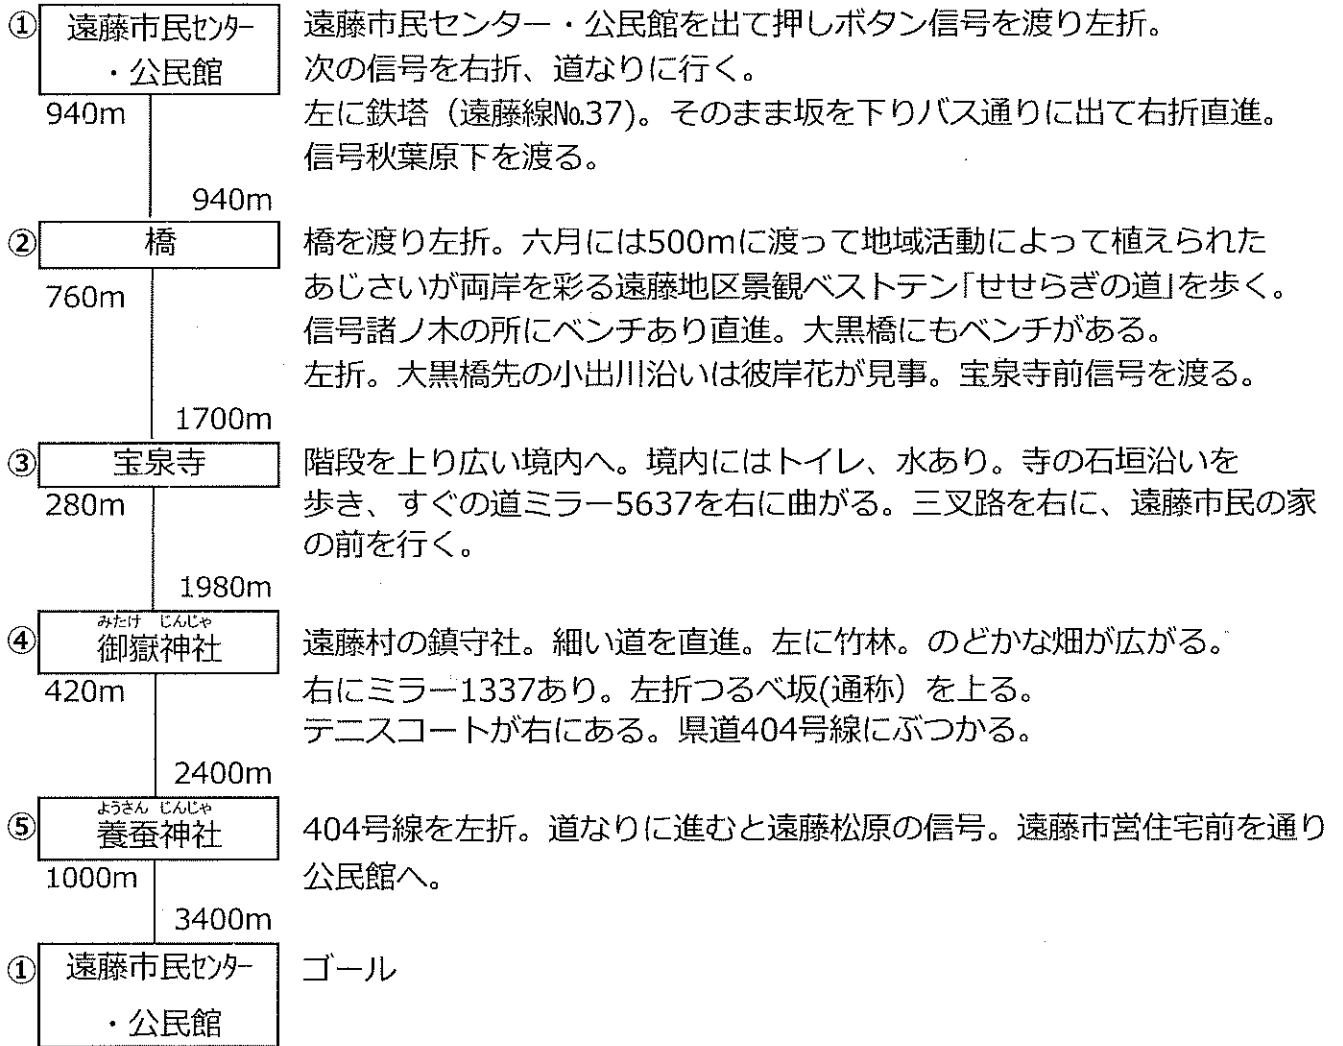 ① 遠藤市民センター 遠藤市民センター・公民館を出て押しボタン信号を渡り左折。
・公民館 次の信号を右折、道なりに行く。
940m 左に鉄塔（遠藤線№37)。そのまま坂を下りバス通りに出て右折直進。
信号秋葉原下を渡る。
940m
② 橋 橋を渡り左折。六月には500mに渡って地域活動によって植えられた
760m あじさいが両岸を彩る遠藤地区景観ベストテン「せせらぎの道」を歩く。
信号諸ノ木の所にベンチあり直進。大黒橋にもベンチがある。
左折。大黒橋先の小出川沿いは彼岸花が見事。宝泉寺前信号を渡る。
1700m
③ 宝泉寺 階段を上り広い境内へ。境内にはトイレ、水あり。寺の石垣沿いを
280m 歩き、すぐの道ミラー5637を右に曲がる。三叉路を右に、遠藤市民の家
の前を行く。
1980m
みたけ じんじゃ
④ 御嶽神社 遠藤村の鎮守社。細い道を直進。左に竹林。のどかな畑が広がる。
420m 右にミラー1337あり。左折つるべ坂(通称）を上る。
テニスコートが右にある。県道404号線にぶつかる。
2400m
ようさん じんじゃ
⑤ 養蚕神社 404号線を左折。道なりに進むと遠藤松原の信号。遠藤市営住宅前を通り
1000m 公民館へ。
3400m
① 遠藤市民センター ゴール
・公民館